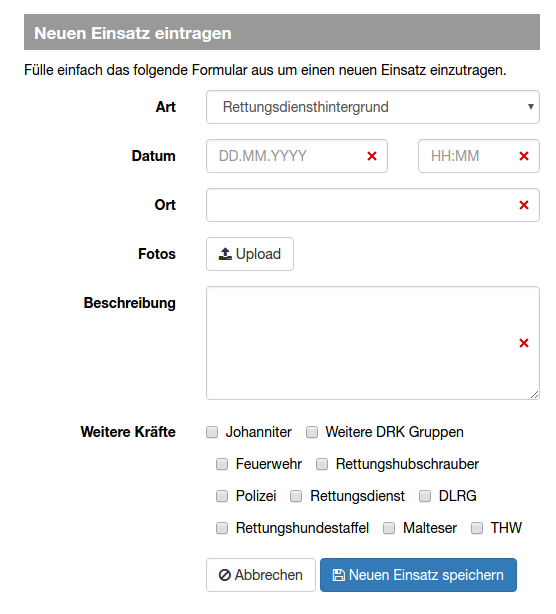 Neuen Einsatz eintragen
Fülle einfach das folgende Formular aus um einen neuen Einsatz einzutragen.
Art Rettungsdiensthintergrund
Datum DD.MM.YYYY HH:MM
Ort
Fotos Upload
Beschreibung
Weitere Kräfte Johanniter Weitere DRK Gruppen
Feuerwehr Rettungshubschrauber
Polizei Rettungsdienst DLRG
Rettungshundestaffel Malteser THW
Abbrechen Neuen Einsatz speichern